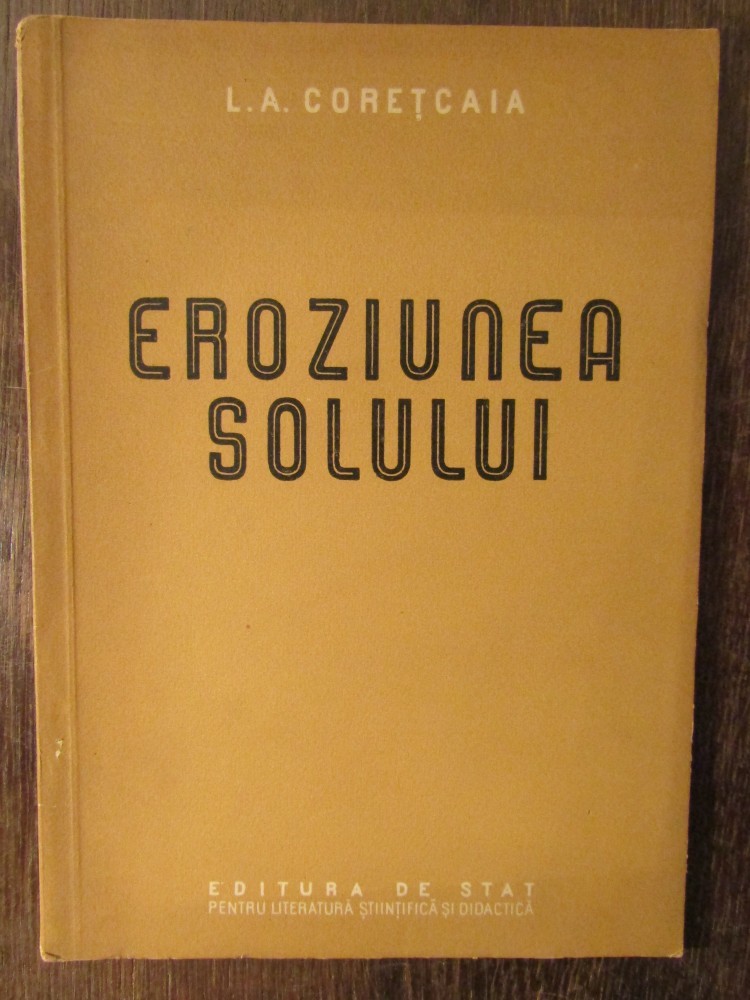 L.A. COREȚCAIA
EROZIUNEA
SOLULUI
EDITURA DE STAT
PENTRU LITERATURĂ ȘTIINȚIFICĂ ȘI DIDACTICĂ